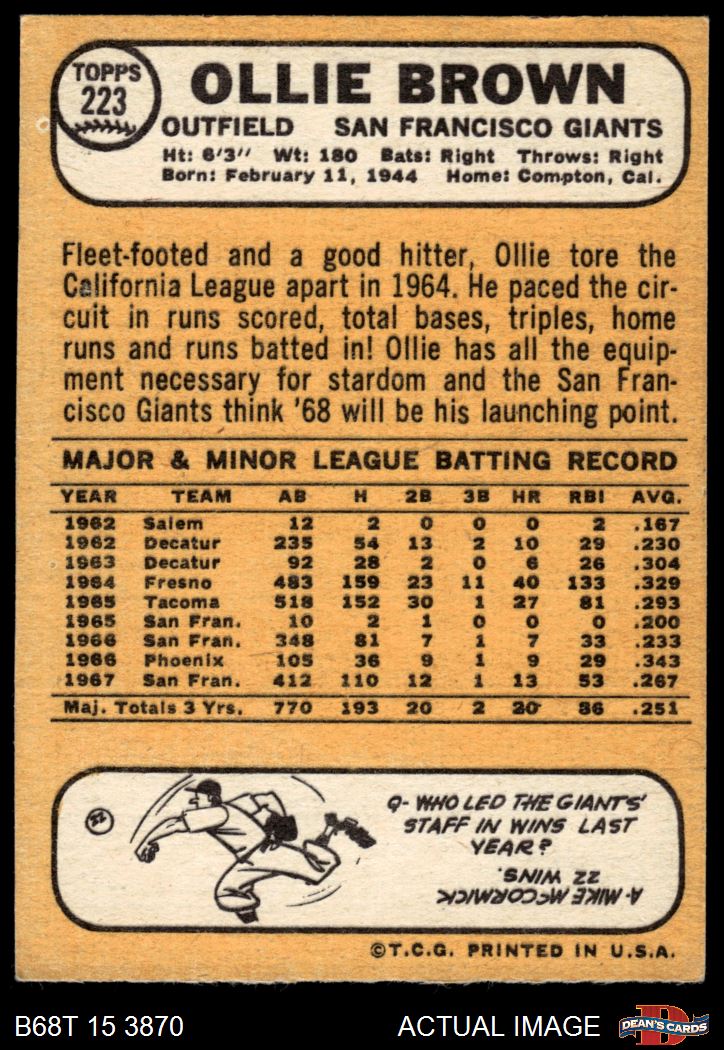 TOPPS
223
OLLIE BROWN
OUTFIELD SAN FRANCISCO GIANTS
Ht: 6'3" Wt: 180 Bats: Right Throws: Right
Born: February 11, 1944 Home: Compton, Cal.
Fleet-footed and a good hitter, Ollie tore the
California League apart in 1964. He paced the cir-
cuit in runs scored, total bases, triples, home
runs and runs batted in! Ollie has all the equip-
ment necessary for stardom and the San Fran-
cisco Giants think '68 will be his launching point.
MAJOR & MINOR LEAGUE BATTING RECORD
YEAR TEAM AB H 2B 3B HR RBI AVG.
1962 Salem 12 2 0 0 0 2 .167
1962 Decatur 235 54 13 2 10 29 .230
1963 Decatur 92 28 2 0 6 26 .304
1964 Fresno 483 159 23 11 40 133 .329
1965 Tacoma 518 152 30 1 27 81 .293
1965 San Fran. 10 2 1 0 0 0 .200
1966 San Fran. 348 81 7 1 7 33 .233
1966 Phoenix 105 36 9 1 9 29 .343
1967 San Fran. 412 110 12 1 13 53 .267
Maj. Totals 3 Yrs. 770 193 20 2 20 86 .251
Q- WHO LED THE GIANTS'
STAFF IN WINS LAST
YEAR?
A- MIKE McCORMICK
22 WINS.
©T.C.G. PRINTED IN U.S.A.
B68T 15 3870 ACTUAL IMAGE
DEAN'S CARDS